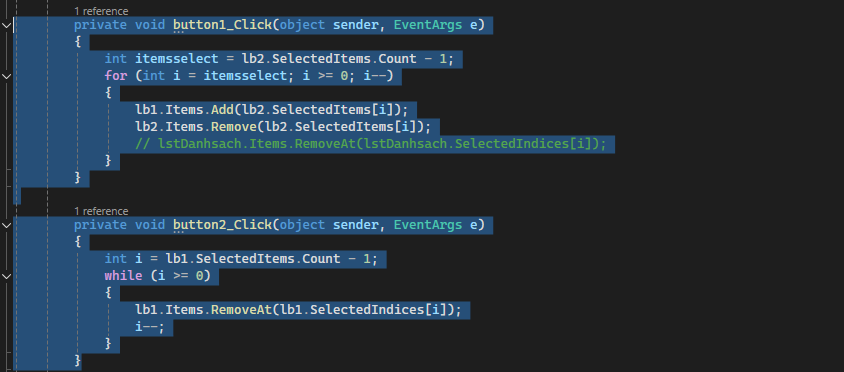 1 reference
private void button1_Click(object sender, EventArgs e)
{
int itemsselect = lb2.SelectedItems.Count - 1;
for (int i = itemsselect; i >= 0; i--)
{
lb1.Items.Add(lb2.SelectedItems[i]);
lb2.Items.Remove(lb2.SelectedItems[i]);
// lstDanhsach.Items.RemoveAt(lstDanhsach.SelectedIndices[i]);
}
}
1 reference
private void button2_Click(object sender, EventArgs e)
{
int i = lb1.SelectedItems.Count - 1;
while (i >= 0)
{
lb1.Items.RemoveAt(lb1.SelectedIndices[i]);
i--;
}
}